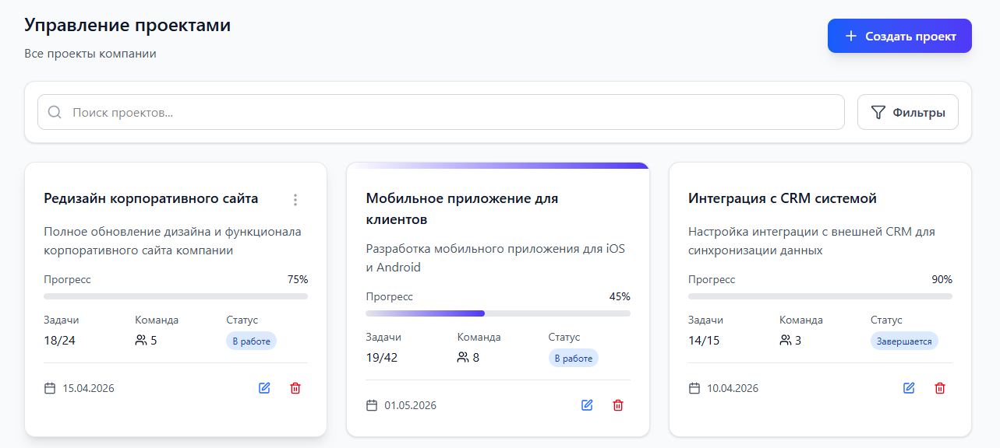 Управление проектами
Все проекты компании
Создать проект
Поиск проектов...
Фильтры
Редизайн корпоративного сайта
Полное обновление дизайна и функционала
корпоративного сайта компании
Прогресс 75%
Задачи Команда Статус
18/24 5 В работе
15.04.2026
Мобильное приложение для
клиентов
Разработка мобильного приложения для iOS
и Android
Прогресс 45%
Задачи Команда Статус
19/42 8 В работе
01.05.2026
Интеграция с CRM системой
Настройка интеграции с внешней CRM для
синхронизации данных
Прогресс 90%
Задачи Команда Статус
14/15 3 Завершается
10.04.2026